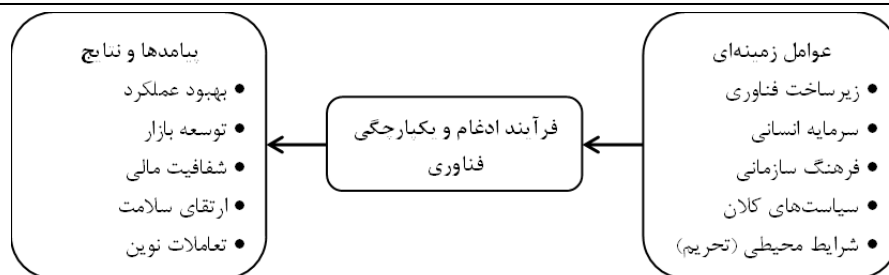 عوامل زمینه‌ای
● زیرساخت فناوری
● سرمایه انسانی
● فرهنگ سازمانی
● سیاست‌های کلان
● شرایط محیطی (تحریم)
فرآیند ادغام و یکپارچگی
فناوری
پیامدها و نتایج
● بهبود عملکرد
● توسعه بازار
● شفافیت مالی
● ارتقای سلامت
● تعاملات نوین